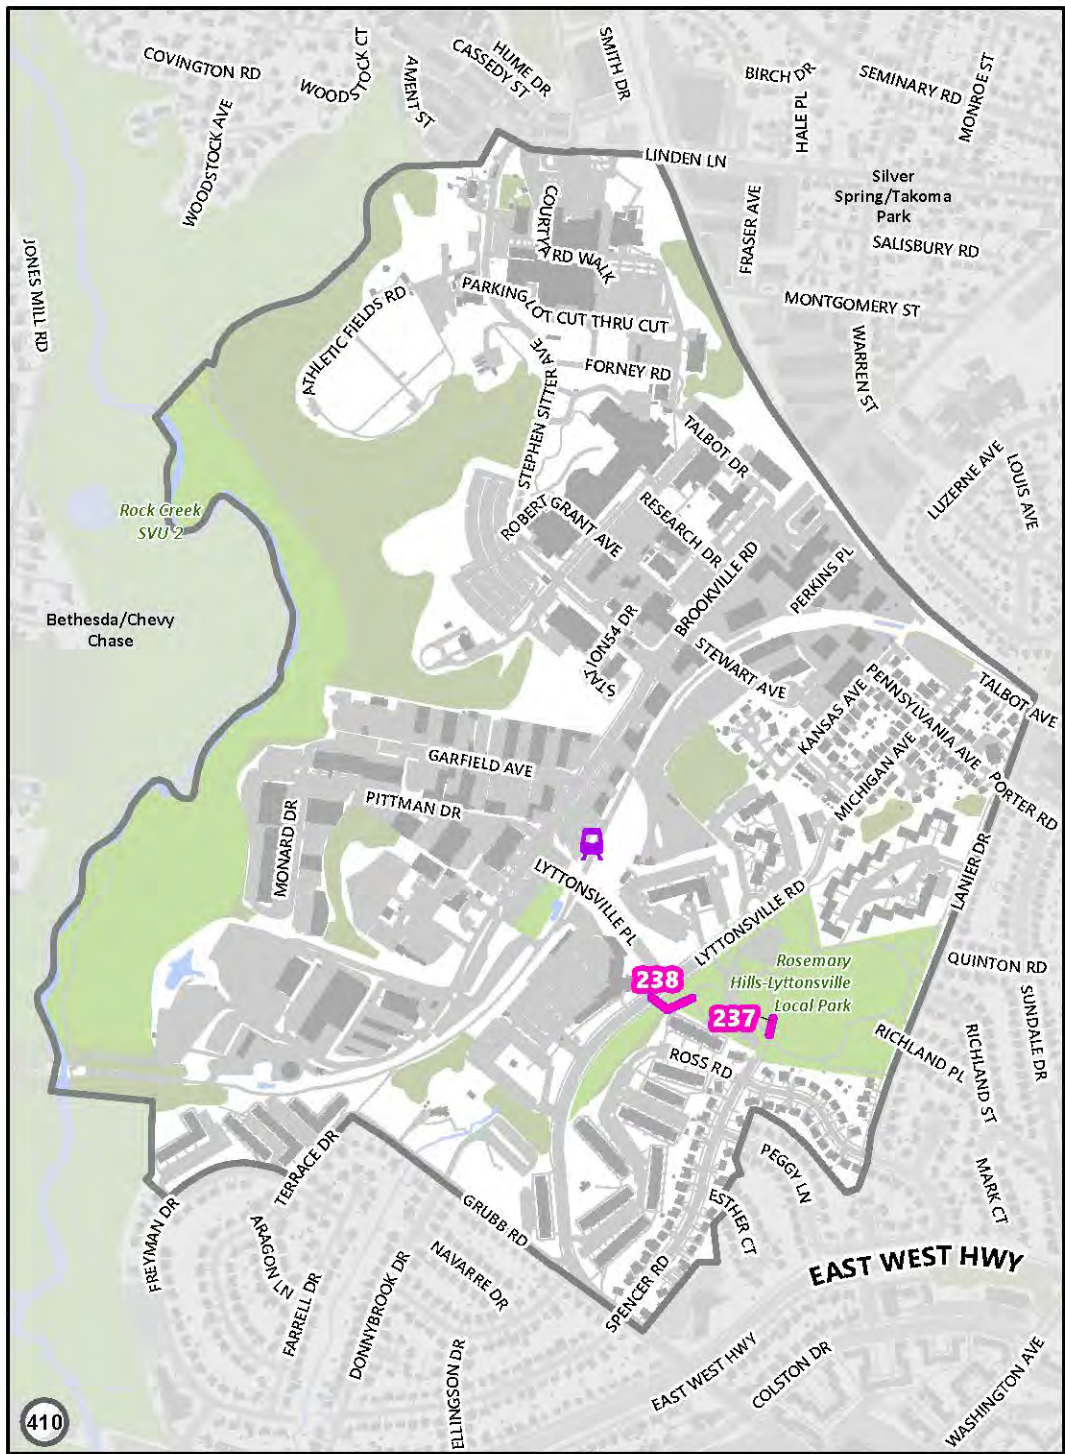 COVINGTON RD
WOODSTOCK CT
WOODSTOCK AVE
AMENT ST
HUME DR
CASSEDY ST
SMITH DR
BIRCH DR
HALE PL
SEMINARY RD
MONROE ST
LINDEN LN
Silver
Spring/Takoma
Park
FRASER AVE
SALISBURY RD
COURTYARD WALK
JONES MILL RD
ATHLETIC FIELDS RD
PARKING LOT CUT THRU CUT
MONTGOMERY ST
WARREN ST
FORNEY RD
STEPHEN SITTER AVE
TALBOT DR
LUZERNE AVE
LOUIS AVE
Rock Creek
SVU 2
ROBERT GRANT AVE
RESEARCH DR
BROOKVILLE RD
PERKINS PL
Bethesda/Chevy
Chase
STATION54 DR
STEWART AVE
KANSAS AVE
PENNSYLVANIA AVE
TALBOT AVE
MICHIGAN AVE
PORTER RD
GARFIELD AVE
PITTMAN DR
MONARD DR
LYTTONSVILLE PL
LYTTONSVILLE RD
LANIER DR
Rosemary
Hills-Lyttonsville
Local Park
QUINTON RD
238
237
SUNDALE DR
RICHLAND PL
RICHLAND ST
ROSS RD
MARK CT
PEGGY LN
ESTHER CT
TERRACE DR
FREYMAN DR
ARAGON LN
FARRELL DR
DONNYBROOK DR
NAVARRE DR
GRUBB RD
SPENCER RD
ELLINGSON DR
EAST WEST HWY
EAST WEST HWY
COLSTON DR
WASHINGTON AVE
410